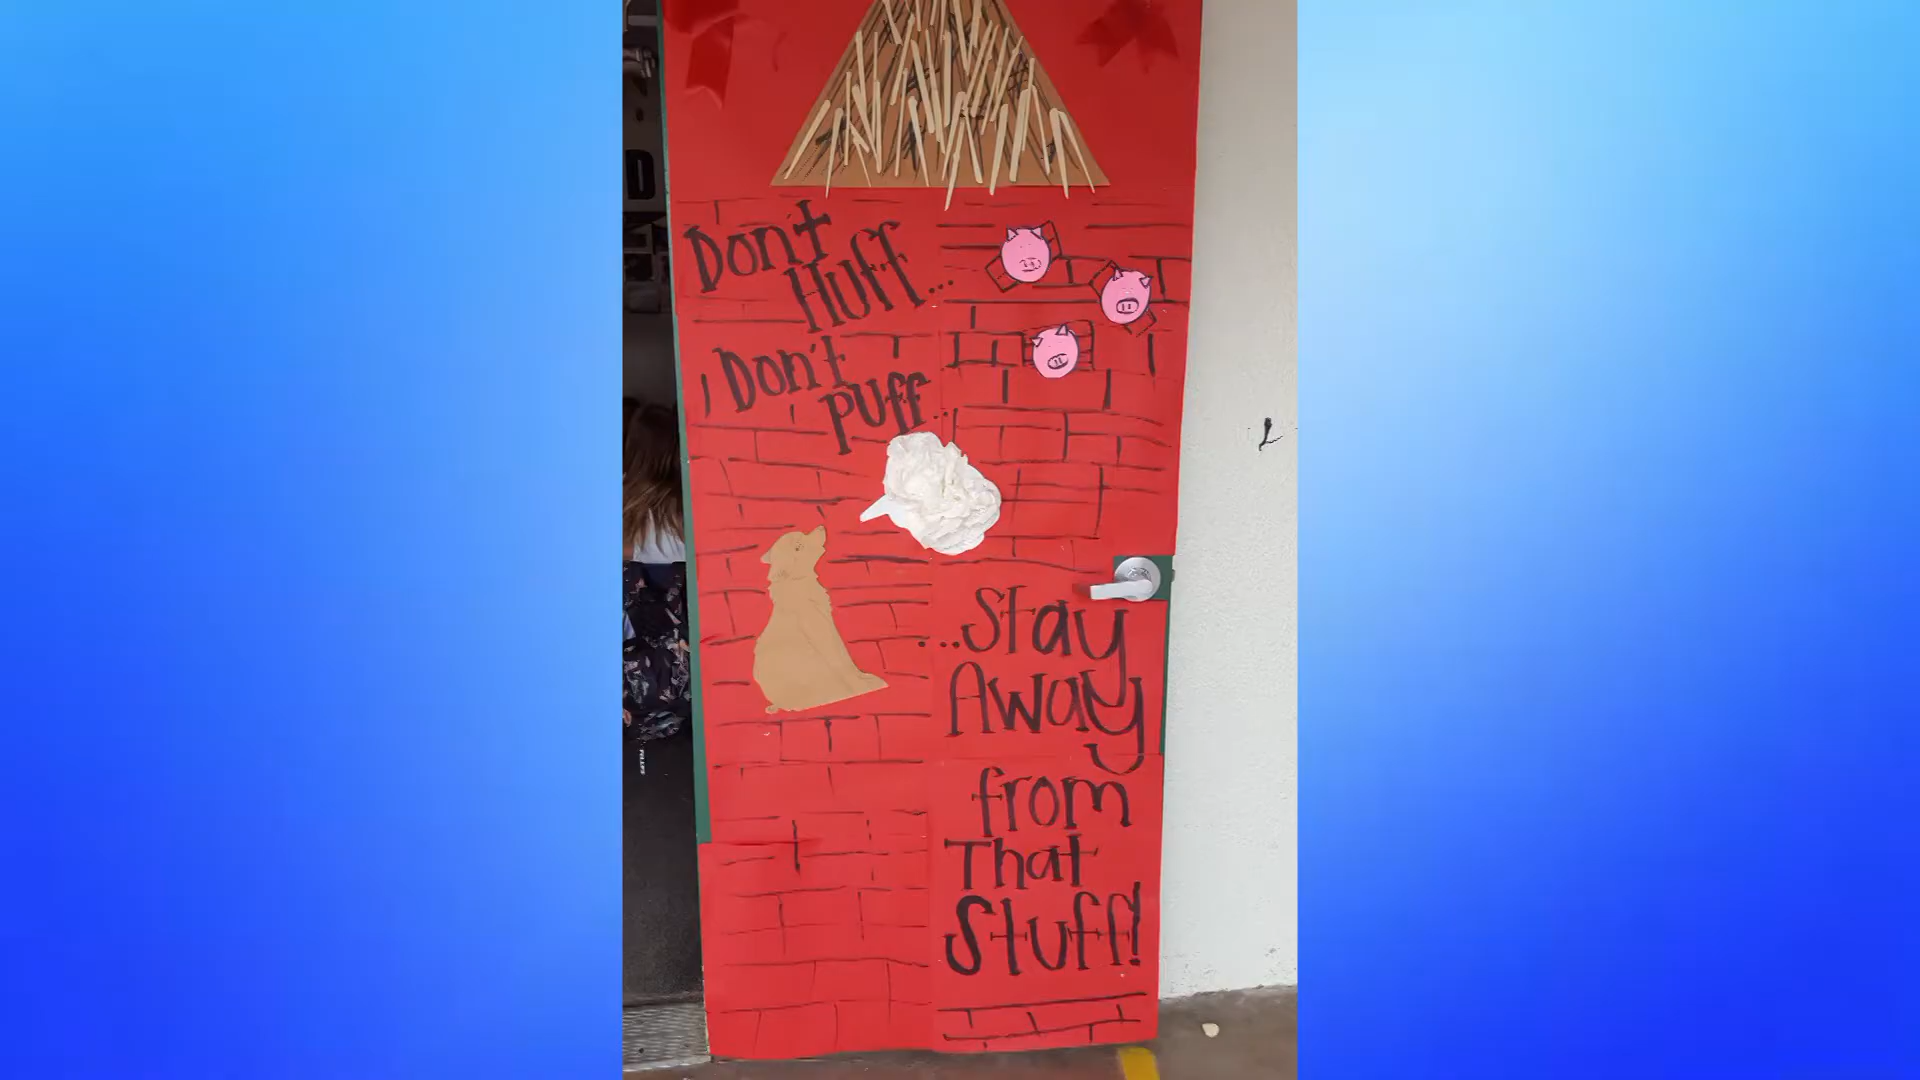 Don't
Huff...
Don't
puff...
...Stay
Away
from
That
Stuff!